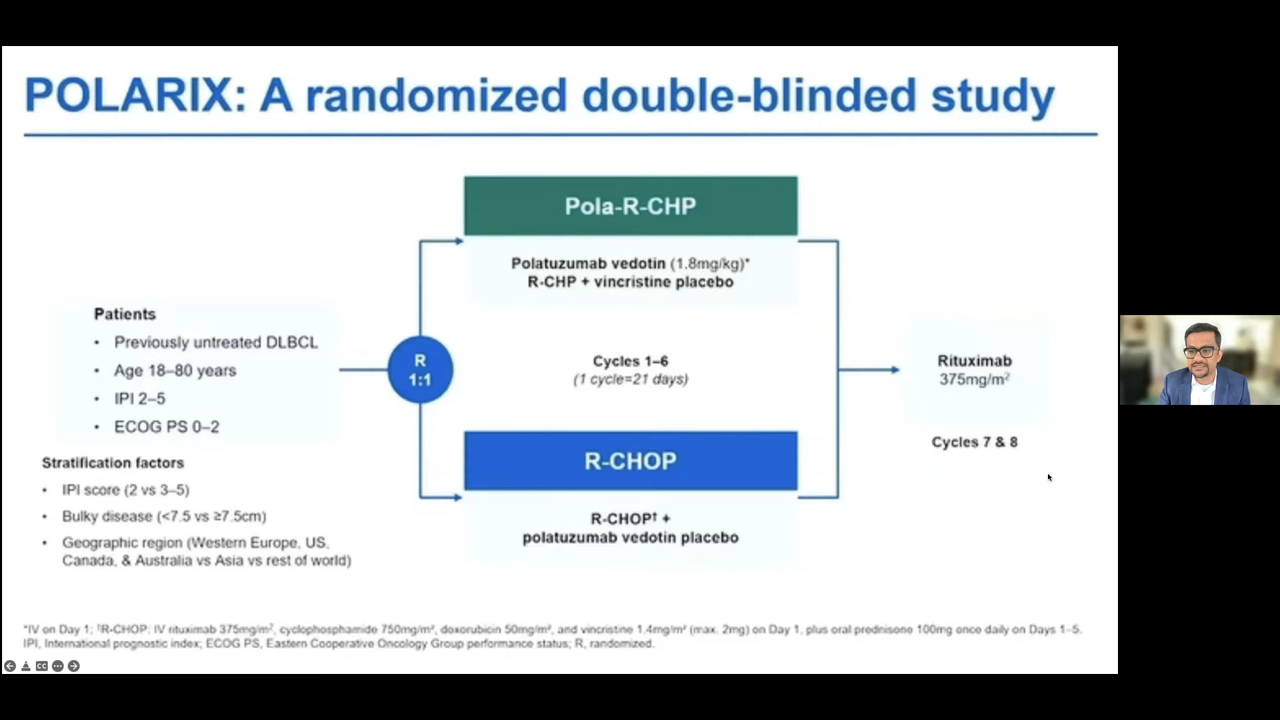 POLARIX: A randomized double-blinded study
Pola-R-CHP
Polatuzumab vedotin (1.8mg/kg)*
R-CHP + vincristine placebo
Patients
• Previously untreated DLBCL
• Age 18–80 years
• IPI 2–5
• ECOG PS 0–2
R
1:1
Cycles 1–6
(1 cycle=21 days)
Rituximab
375mg/m²
Cycles 7 & 8
Stratification factors
• IPI score (2 vs 3–5)
• Bulky disease (<7.5 vs ≥7.5cm)
• Geographic region (Western Europe, US,
Canada, & Australia vs Asia vs rest of world)
R-CHOP
R-CHOP† +
polatuzumab vedotin placebo
*IV on Day 1; †R-CHOP: IV rituximab 375mg/m², cyclophosphamide 750mg/m², doxorubicin 50mg/m², and vincristine 1.4mg/m² (max. 2mg) on Day 1, plus oral prednisone 100mg once daily on Days 1–5.
IPI, International prognostic index; ECOG PS, Eastern Cooperative Oncology Group performance status; R, randomized.